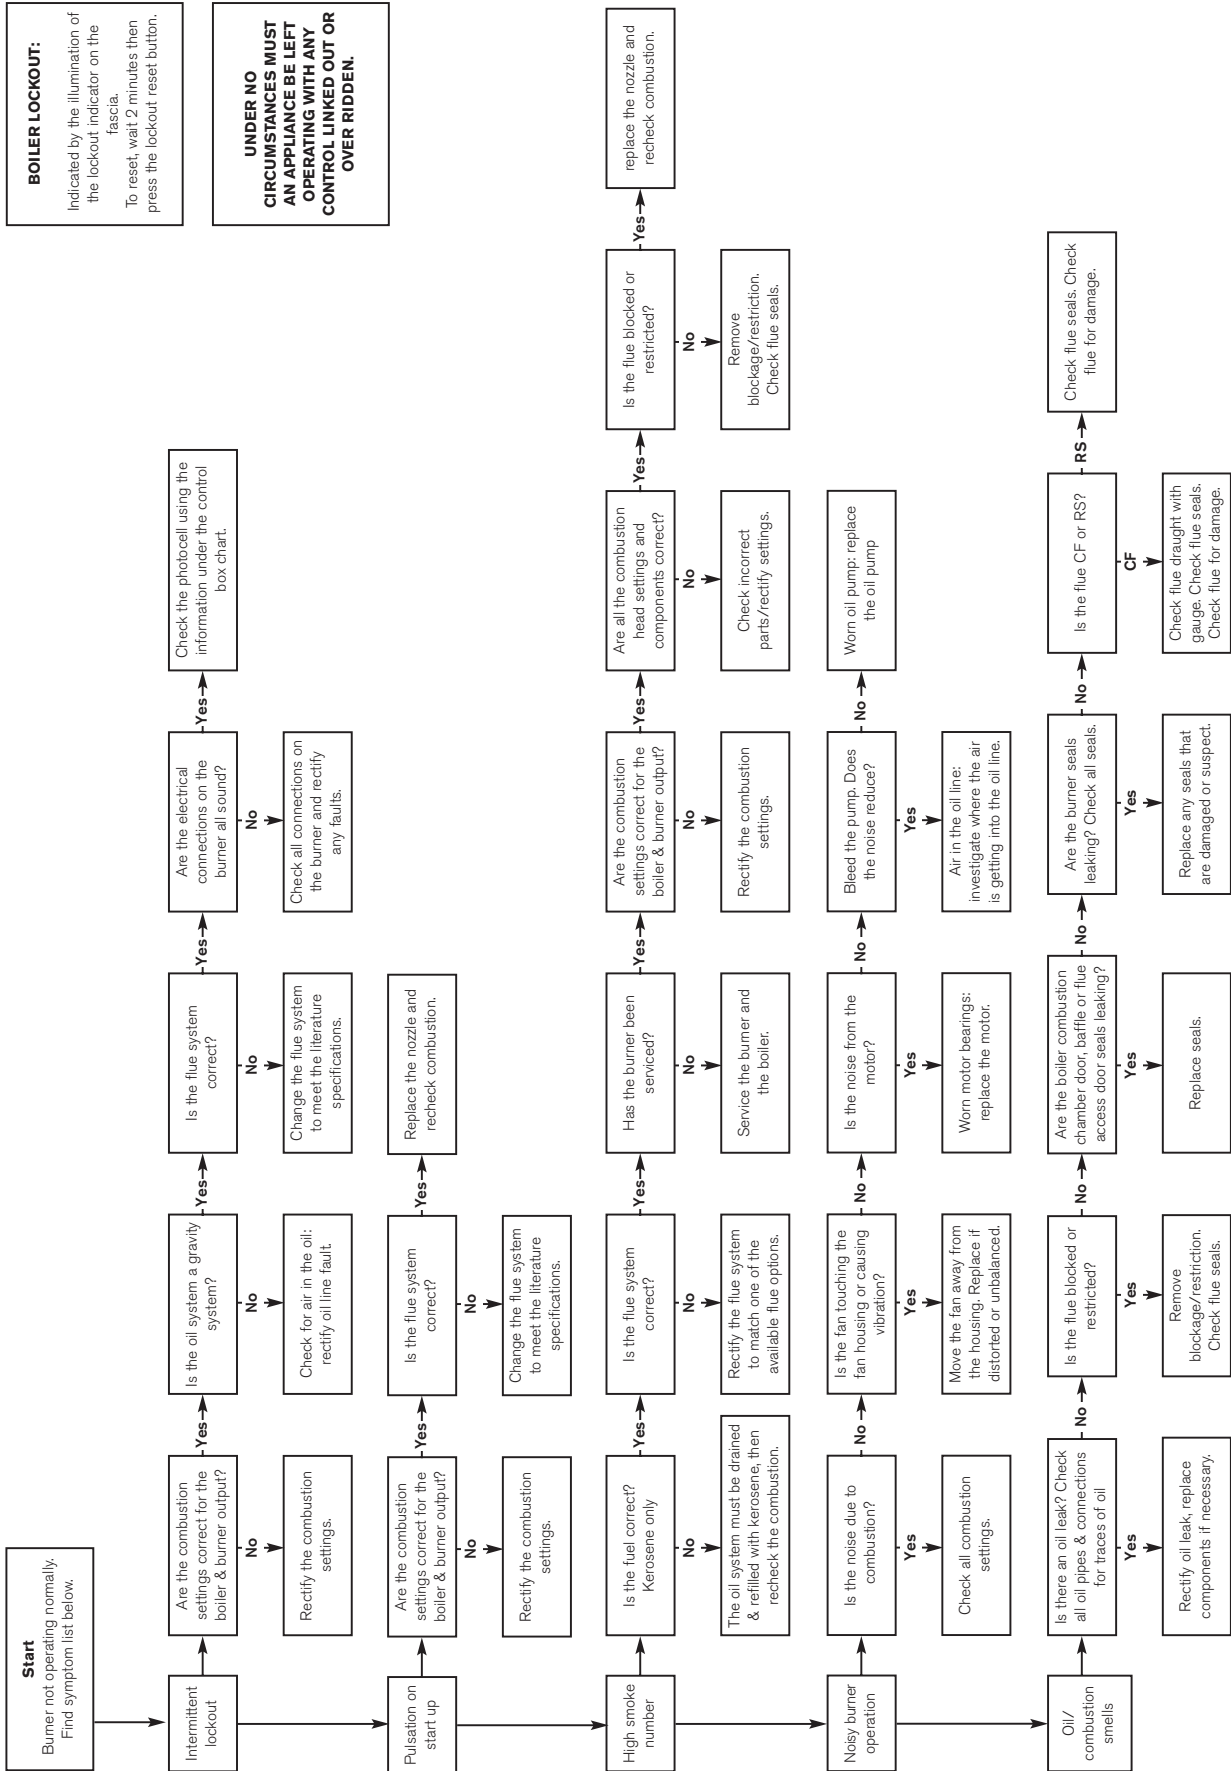 Start
Burner not operating normally.
Find symptom list below.
BOILER LOCKOUT:
Indicated by the illumination of
the lockout indicator on the
fascia.
To reset, wait 2 minutes then
press the lockout reset button.
UNDER NO
CIRCUMSTANCES MUST
AN APPLIANCE BE LEFT
OPERATING WITH ANY
CONTROL LINKED OUT OR
OVER RIDDEN.
Intermittent
lockout
Are the combustion
settings correct for the
boiler & burner output?
Yes
Is the oil system a gravity
system?
Yes
Is the flue system
correct?
Yes
Are the electrical
connections on the
burner all sound?
Yes
Check the photocell using the
information under the control
box chart.
No
No
No
No
Rectify the combustion
settings.
Check for air in the oil:
rectify oil line fault.
Change the flue system
to meet the literature
specifications.
Check all connections on
the burner and rectify
any faults.
Pulsation on
start up
Are the combustion
settings correct for the
boiler & burner output?
Yes
Is the flue system
correct?
Yes
Replace the nozzle and
recheck combustion.
No
No
Rectify the combustion
settings.
Change the flue system
to meet the literature
specifications.
High smoke
number
Is the fuel correct?
Kerosene only
Yes
Is the flue system
correct?
Yes
Has the burner been
serviced?
Yes
Are the combustion
settings correct for the
boiler & burner output?
Yes
Are all the combustion
head settings and
components correct?
Yes
Is the flue blocked or
restricted?
Yes
replace the nozzle and
recheck combustion.
No
No
No
No
No
No
The oil system must be drained
& refilled with kerosene, then
recheck the combustion.
Rectify the flue system
to match one of the
available flue options.
Service the burner and
the boiler.
Rectify the combustion
settings.
Check incorrect
parts/rectify settings.
Remove
blockage/restriction.
Check flue seals.
Noisy burner
operation
Is the noise due to
combustion?
No
Is the fan touching the
fan housing or causing
vibration?
No
Is the noise from the
motor?
No
Bleed the pump. Does
the noise reduce?
No
Worn oil pump: replace
the oil pump
Yes
Yes
Yes
Yes
Check all combustion
settings.
Move the fan away from
the housing. Replace if
distorted or unbalanced.
Worn motor bearings:
replace the motor.
Air in the oil line:
investigate where the air
is getting into the oil line.
Oil/
combustion
smells
Is there an oil leak? Check
all oil pipes & connections
for traces of oil
No
Is the flue blocked or
restricted?
No
Are the boiler combustion
chamber door, baffle or flue
access door seals leaking?
No
Are the burner seals
leaking? Check all seals.
No
Is the flue CF or RS?
RS
Check flue seals. Check
flue for damage.
Yes
Yes
Yes
Yes
CF
Rectify oil leak, replace
components if necessary.
Remove
blockage/restriction.
Check flue seals.
Replace seals.
Replace any seals that
are damaged or suspect.
Check flue draught with
gauge. Check flue seals.
Check flue for damage.